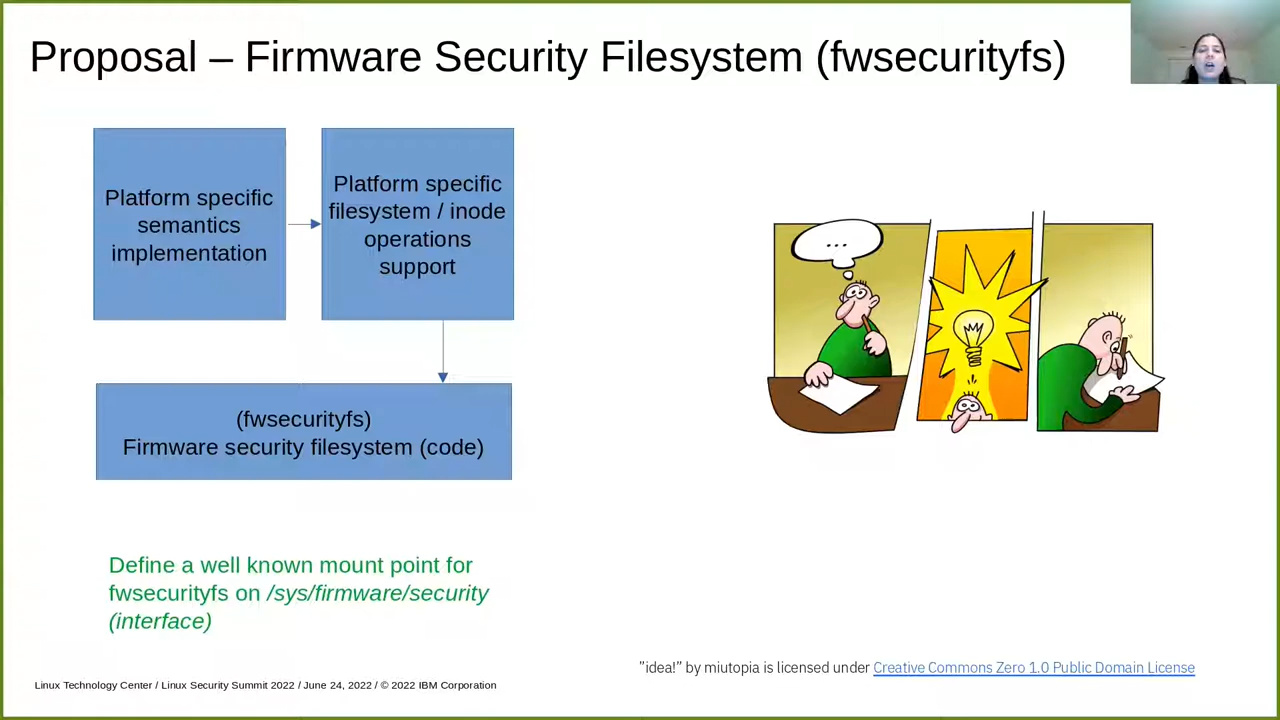 Proposal – Firmware Security Filesystem (fwsecurityfs)
Platform specific
semantics
implementation
Platform specific
filesystem / inode
operations
support
...
(fwsecurityfs)
Firmware security filesystem (code)
Define a well known mount point for
fwsecurityfs on /sys/firmware/security
(interface)
"idea!" by miutopia is licensed under Creative Commons Zero 1.0 Public Domain License
Linux Technology Center / Linux Security Summit 2022 / June 24, 2022 / © 2022 IBM Corporation